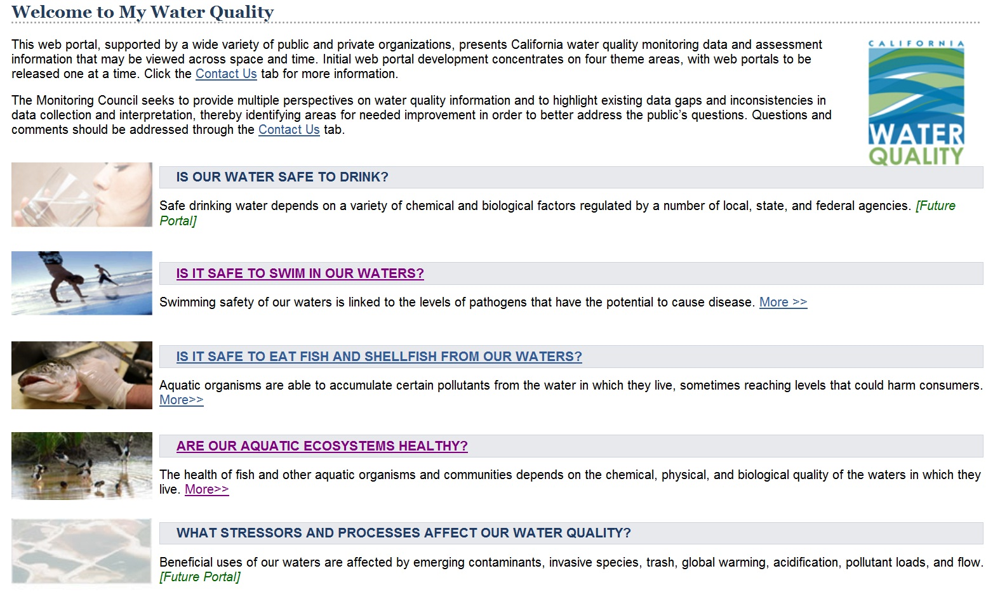 Welcome to My Water Quality
This web portal, supported by a wide variety of public and private organizations, presents California water quality monitoring data and assessment
information that may be viewed across space and time. Initial web portal development concentrates on four theme areas, with web portals to be
released one at a time. Click the Contact Us tab for more information.
The Monitoring Council seeks to provide multiple perspectives on water quality information and to highlight existing data gaps and inconsistencies in
data collection and interpretation, thereby identifying areas for needed improvement in order to better address the public's questions. Questions and
comments should be addressed through the Contact Us tab.
CALIFORNIA
WATER
QUALITY
IS OUR WATER SAFE TO DRINK?
Safe drinking water depends on a variety of chemical and biological factors regulated by a number of local, state, and federal agencies. [Future
Portal]
IS IT SAFE TO SWIM IN OUR WATERS?
Swimming safety of our waters is linked to the levels of pathogens that have the potential to cause disease. More >>
IS IT SAFE TO EAT FISH AND SHELLFISH FROM OUR WATERS?
Aquatic organisms are able to accumulate certain pollutants from the water in which they live, sometimes reaching levels that could harm consumers.
More>>
ARE OUR AQUATIC ECOSYSTEMS HEALTHY?
The health of fish and other aquatic organisms and communities depends on the chemical, physical, and biological quality of the waters in which they
live. More>>
WHAT STRESSORS AND PROCESSES AFFECT OUR WATER QUALITY?
Beneficial uses of our waters are affected by emerging contaminants, invasive species, trash, global warming, acidification, pollutant loads, and flow.
[Future Portal]